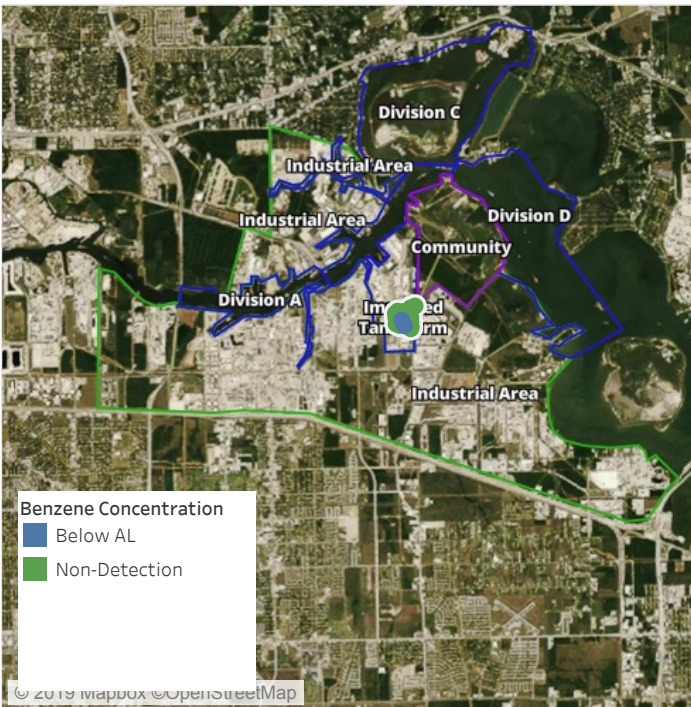 Division C
Industrial Area
Division D
Industrial Area
Community
Division A
Industrial Area
Benzene Concentration
Below AL
Non-Detection
© 2019 Mapbox ©OpenStreetMap